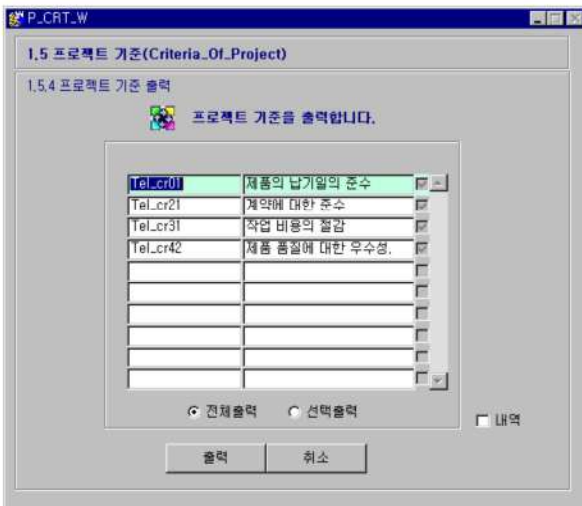 P_CRT_W
1.5 프로젝트 기준(Criteria_Of_Project)
1.5.4 프로젝트 기준 출력
프로젝트 기준을 출력합니다.
Tel_cr01 제품의 납기일의 준수
Tel_cr21 계약에 대한 준수
Tel_cr31 작업 비용의 절감
Tel_cr42 제품 품질에 대한 우수성.
전체출력 선택출력
내역
출력 취소